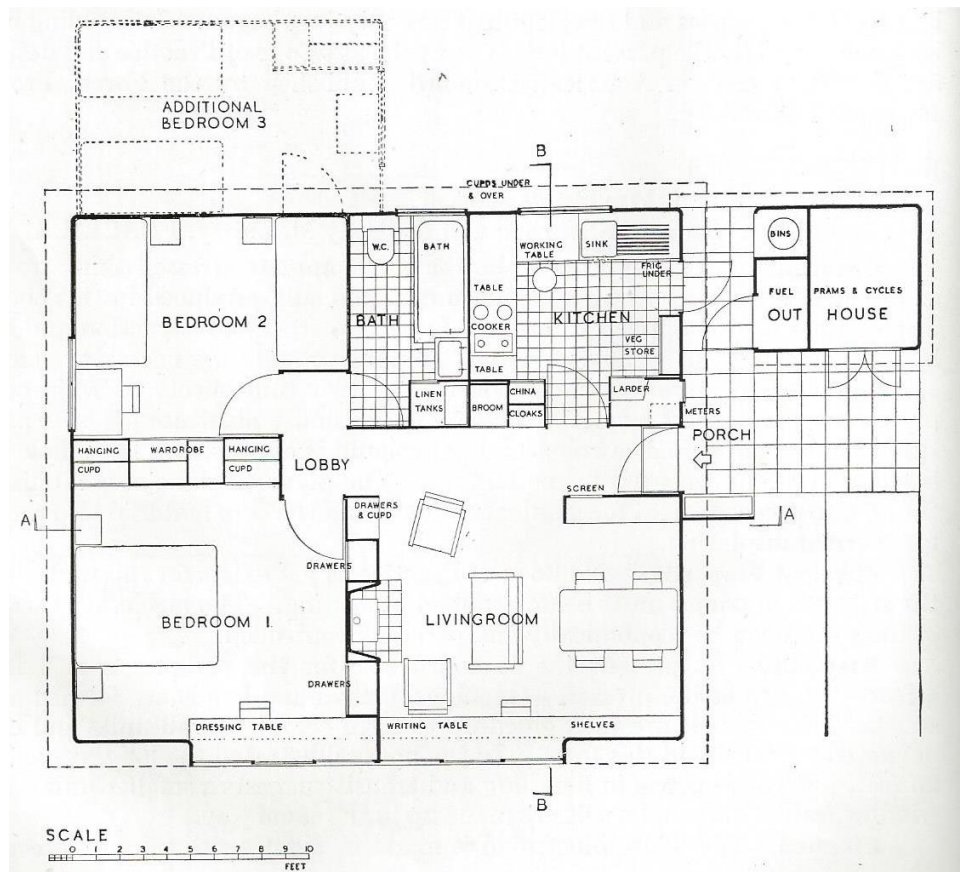 ADDITIONAL
BEDROOM 3
B
CUPDS UNDER
& OVER
W.C.
BATH
WORKING
TABLE
SINK
BINS
FRIG
UNDER
TABLE
FUEL
PRAMS & CYCLES
BEDROOM 2
BATH
COOKER
KITCHEN
OUT
HOUSE
VEG
STORE
TABLE
LINEN
TANKS
BROOM
CHINA
CLOAKS
LARDER
METERS
PORCH
HANGING
CUPD
WARDROBE
HANGING
CUPD
LOBBY
SCREEN
A
DRAWERS
& CUPD
A
DRAWERS
BEDROOM 1.
LIVINGROOM
DRAWERS
DRESSING TABLE
WRITING TABLE
SHELVES
B
SCALE
0 1 2 3 4 5 6 7 8 9 10
FEET